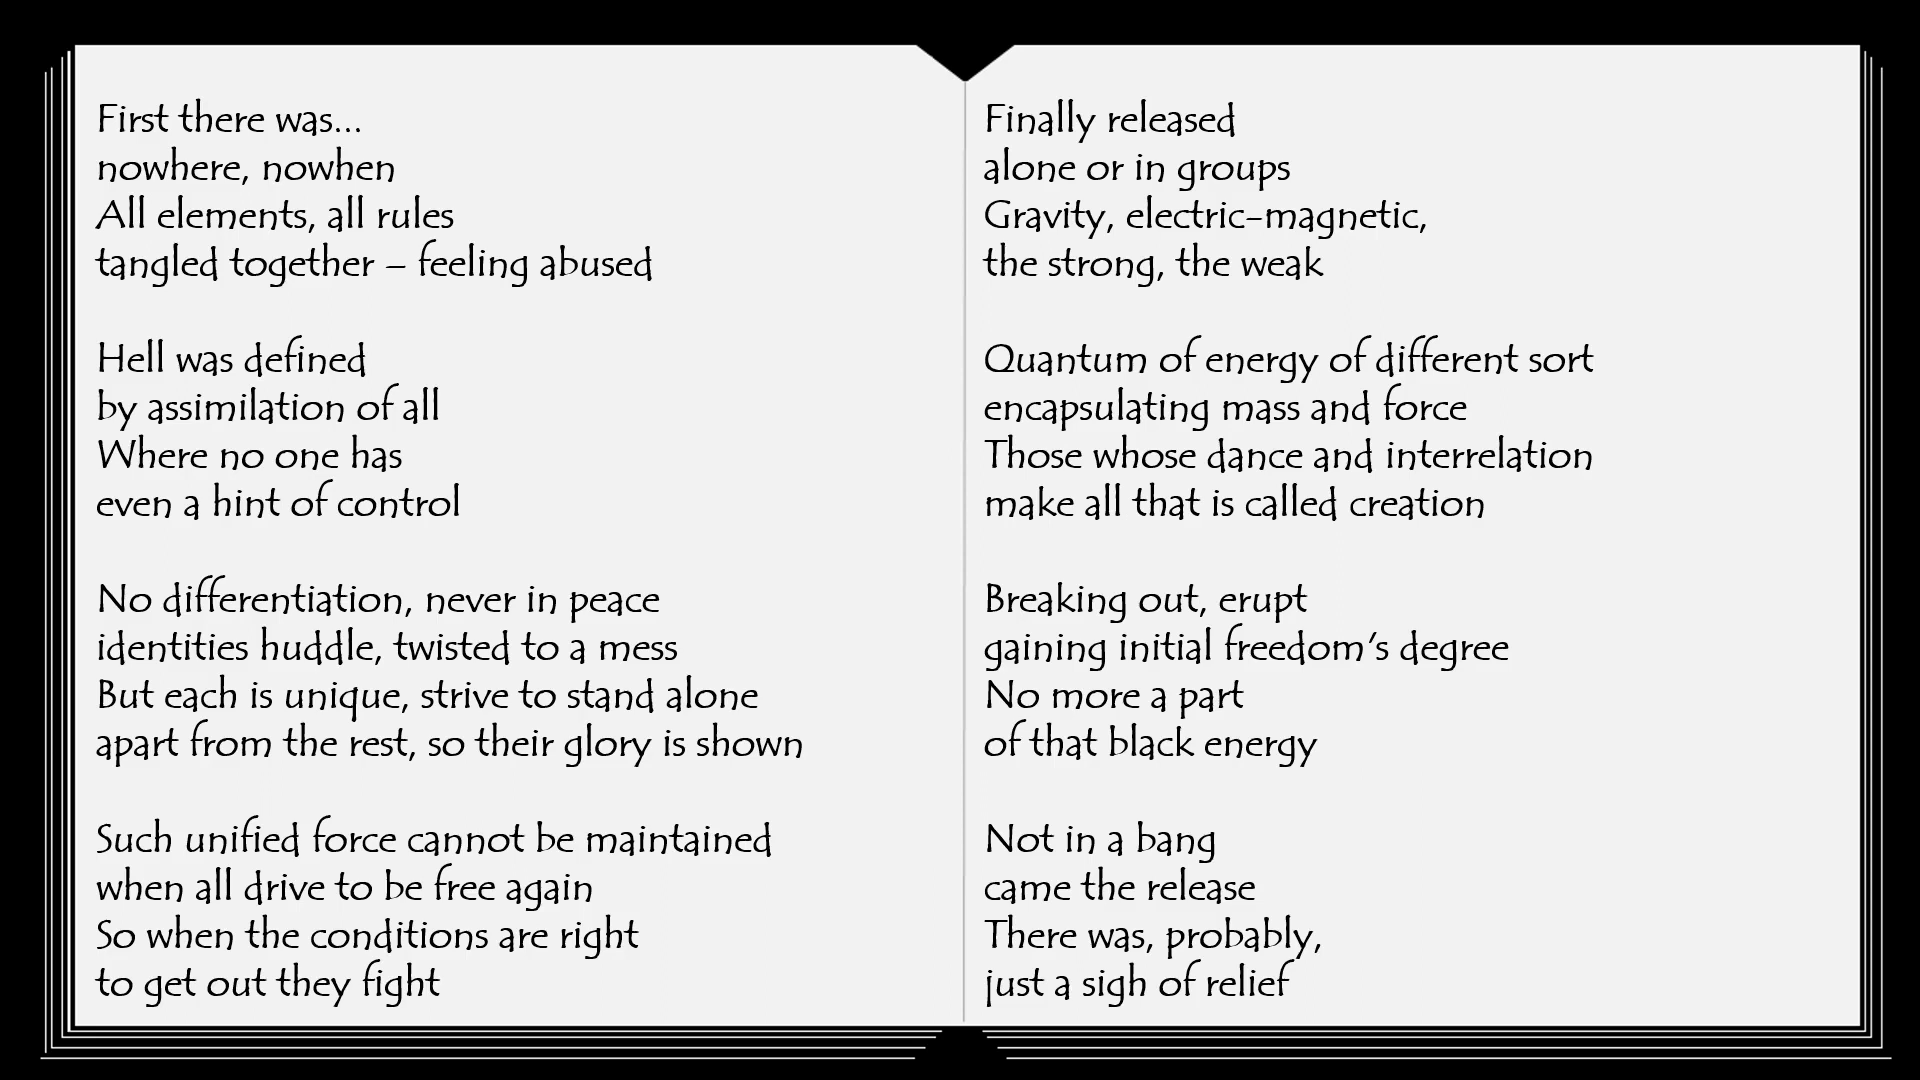 First there was...
nowhere, nowhen
All elements, all rules
tangled together – feeling abused

Hell was defined
by assimilation of all
Where no one has
even a hint of control

No differentiation, never in peace
identities huddle, twisted to a mess
But each is unique, strive to stand alone
apart from the rest, so their glory is shown

Such unified force cannot be maintained
when all drive to be free again
So when the conditions are right
to get out they fight

Finally released
alone or in groups
Gravity, electric-magnetic,
the strong, the weak

Quantum of energy of different sort
encapsulating mass and force
Those whose dance and interrelation
make all that is called creation

Breaking out, erupt
gaining initial freedom's degree
No more a part
of that black energy

Not in a bang
came the release
There was, probably,
just a sigh of relief